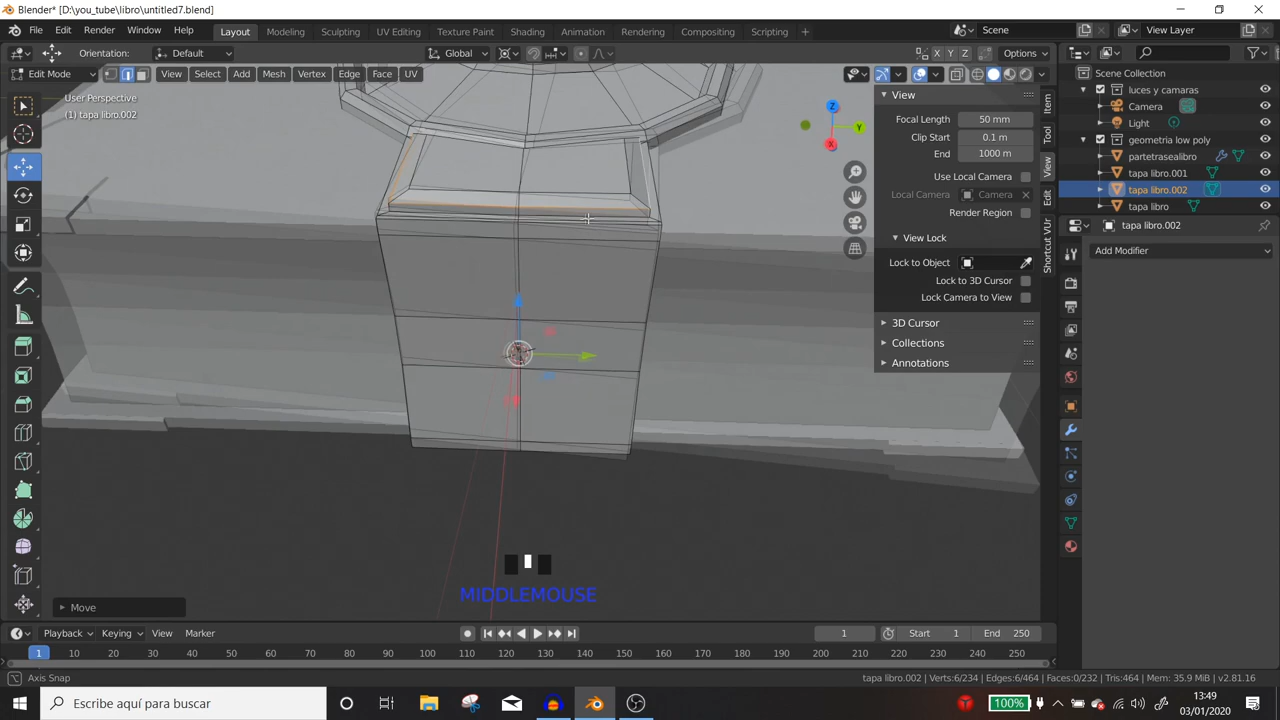 Blender* [D:\you_tube\libro\untitled7.blend]
File Edit Render Window Help Layout Modeling Sculpting UV Editing Texture Paint Shading Animation Rendering Compositing Scripting + Scene View Layer
Orientation: Default Global X Y Z Options
Edit Mode View Select Add Mesh Vertex Edge Face UV
User Perspective
(1) tapa libro.002
Z
Y
X
View
Focal Length 50 mm
Clip Start 0.1 m
End 1000 m
Use Local Camera
Local Camera Camera
Render Region
View Lock
Lock to Object
Lock to 3D Cursor
Lock Camera to View
3D Cursor
Collections
Annotations
Item
Tool
View
Edit
Shortcut VUr
Scene Collection
luces y camaras
Camera
Light
geometria low poly
partetrasealibro
tapa libro.001
tapa libro.002
tapa libro
tapa libro.002
Add Modifier
MIDDLEMOUSE
Move
Playback Keying View Marker 1 Start 1 End 250
1 10 20 30 40 50 60 70 80 90 100 110 120 130 140 150 160 170 180 190 200 210 220 230 240 250
Axis Snap tapa libro.002 | Verts:6/234 | Edges:6/464 | Faces:0/232 | Tris:464 | Mem: 35.9 MiB | v2.81.16
Escribe aquí para buscar 100% 13:49
03/01/2020